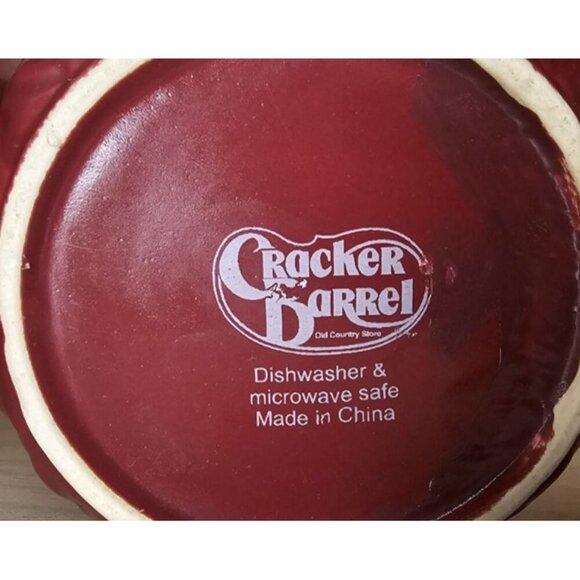 Cracker
Barrel
Old Country Store
Dishwasher &
microwave safe
Made in China